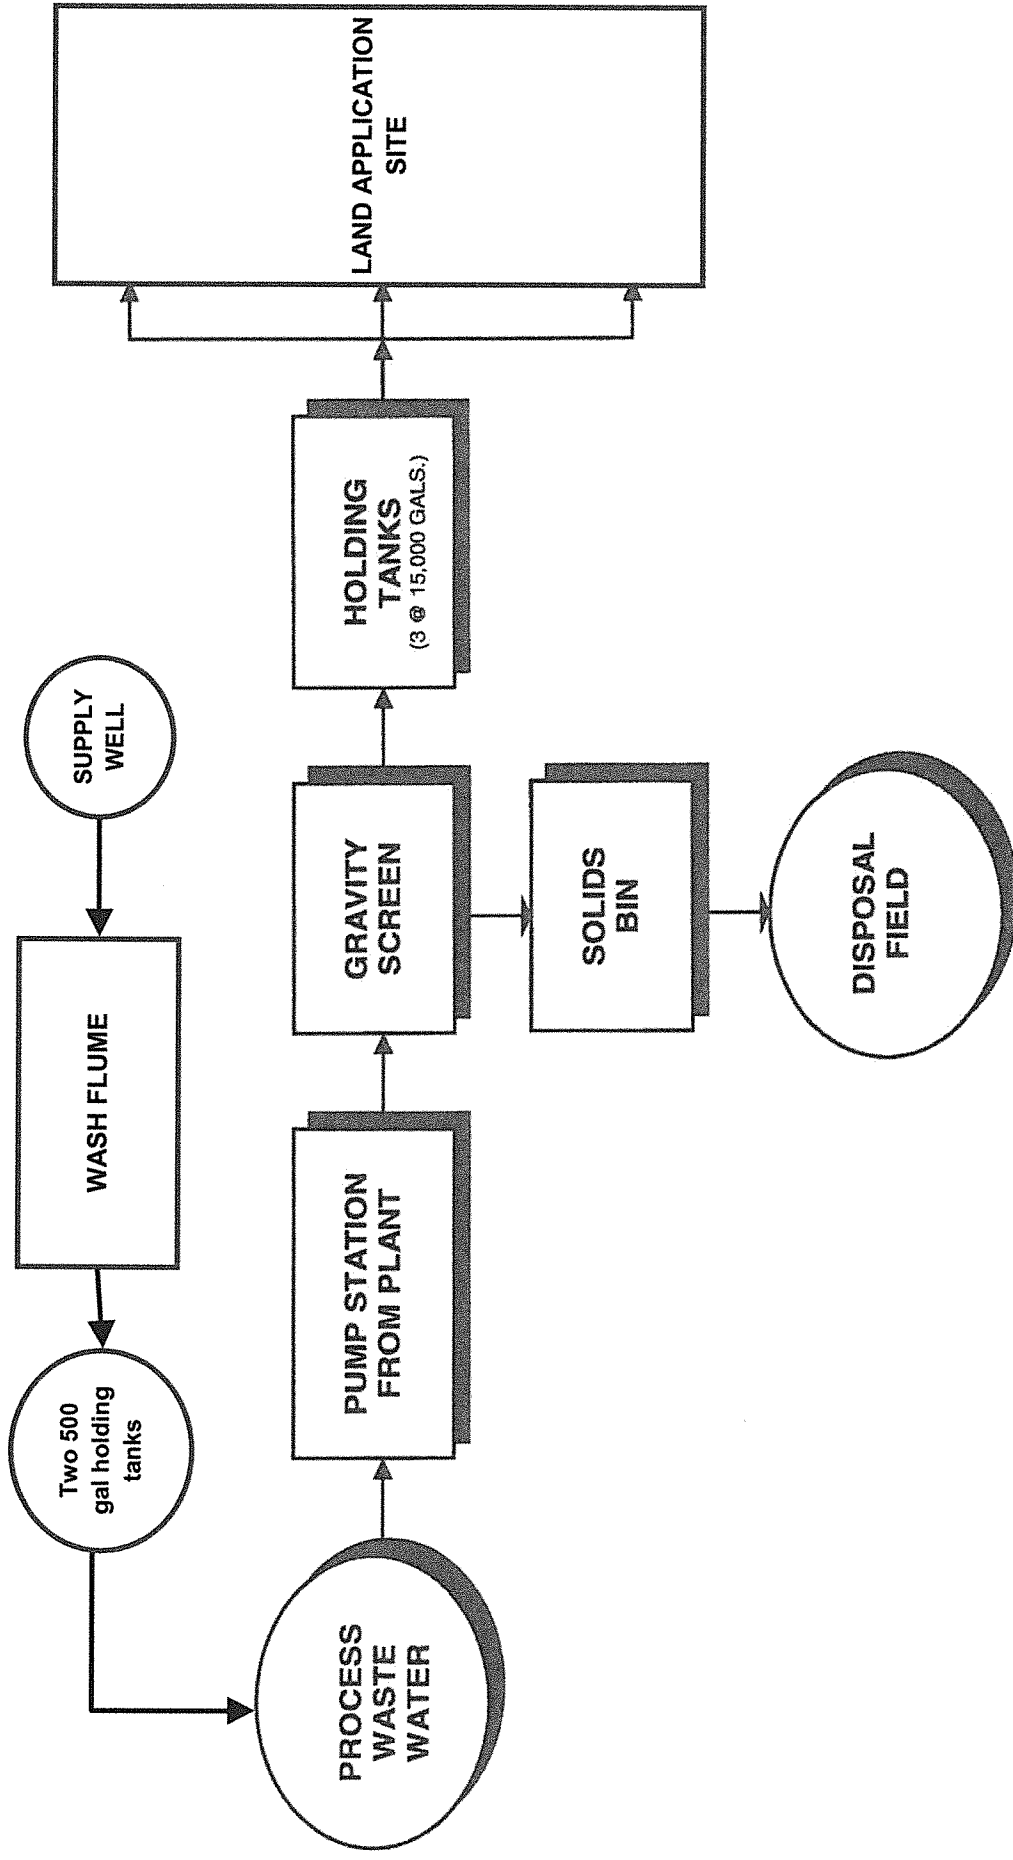 Two 500
gal holding
tanks
WASH FLUME
SUPPLY
WELL
PROCESS
WASTE
WATER
PUMP STATION
FROM PLANT
GRAVITY
SCREEN
HOLDING
TANKS
(3 @ 15,000 GALS.)
LAND APPLICATION
SITE
SOLIDS
BIN
DISPOSAL
FIELD